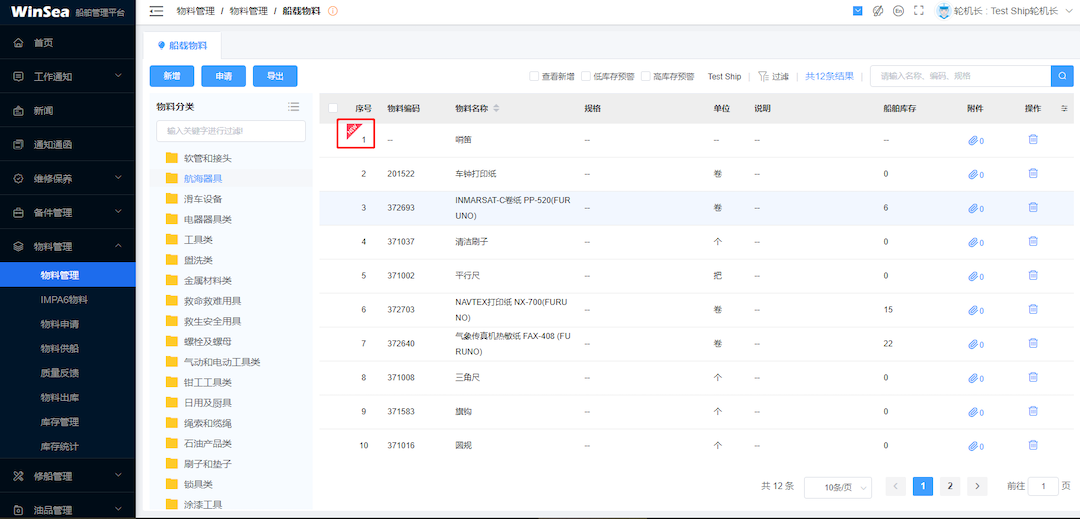 WinSea 船舶管理平台
物料管理 / 物料管理 / 船载物料
En
轮机长 : Test Ship轮机长
首页
工作通知
新闻
通知通函
维修保养
备件管理
物料管理
物料管理
IMPA6物料
物料申请
物料供船
质量反馈
物料出库
库存管理
库存统计
修船管理
油品管理
船载物料
新增 申请 导出
查看新增 低库存预警 高库存预警 Test Ship 过滤 共12条结果 请输入名称、编码、规格
物料分类
输入关键字进行过滤!
软管和接头
航海器具
滑车设备
电器器具类
工具类
盥洗类
金属材料类
救命救难用具
救生安全用具
螺栓及螺母
气动和电动工具类
钳工工具类
日用及厨具
绳索和缆绳
石油产品类
刷子和垫子
锁具类
涂漆工具
序号 物料编码 物料名称 规格 单位 说明 船舶库存 附件 操作
1 -- 哨笛 -- -- -- -- 0
2 201522 车钟打印纸 -- 卷 -- 0 0
3 372693 INMARSAT-C卷纸 PP-520(FURUNO) -- 卷 -- 6 0
4 371037 清洁刷子 -- 个 -- 0 0
5 371002 平行尺 -- 把 -- 0 0
6 372703 NAVTEX打印纸 NX-700(FURUNO) -- 卷 -- 15 0
7 372640 气象传真机热敏纸 FAX-408 (FURUNO) -- 卷 -- 22 0
8 371008 三角尺 -- 个 -- 0 0
9 371583 旗钩 -- 个 -- 0 0
10 371016 圆规 -- 个 -- 0 0
共 12 条 10条/页 1 2 前往 1 页